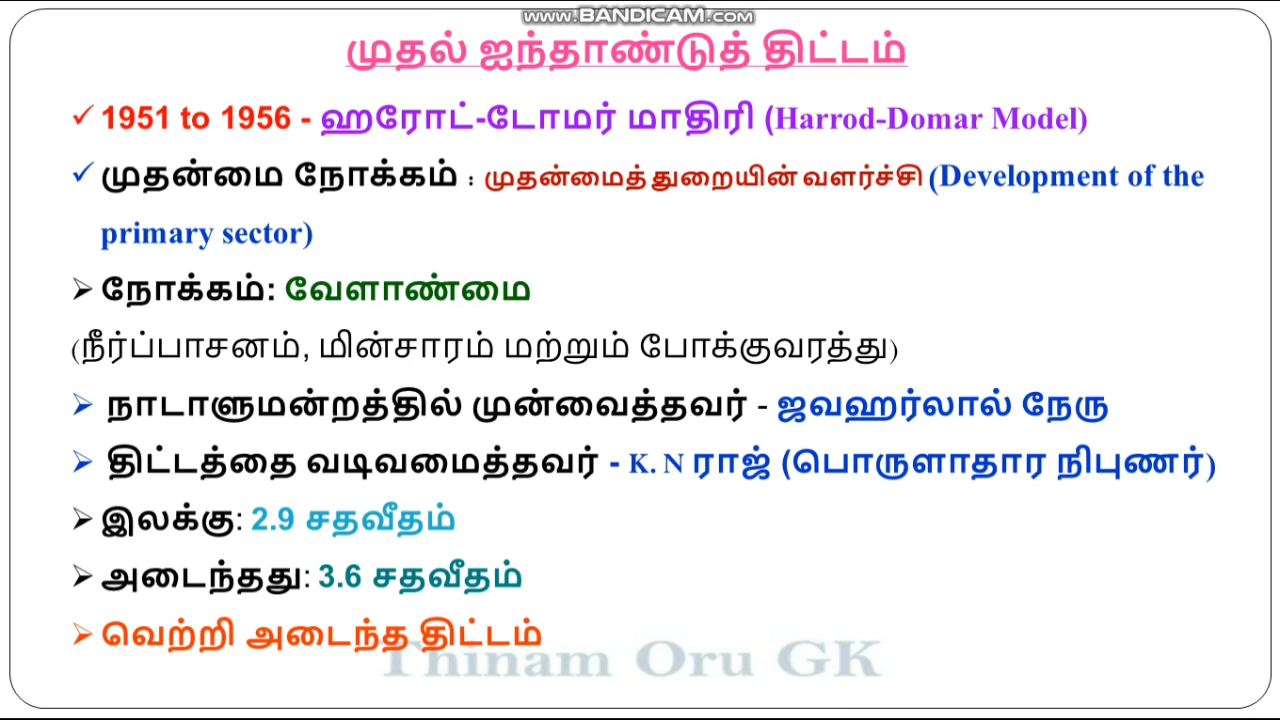 www.BANDICAM.com
முதல் ஐந்தாண்டுத் திட்டம்
✓ 1951 to 1956 - ஹரோட்-டோமர் மாதிரி (Harrod-Domar Model)
✓ முதன்மை நோக்கம் : முதன்மைத் துறையின் வளர்ச்சி (Development of the
primary sector)
➢ நோக்கம்: வேளாண்மை
(நீர்ப்பாசனம், மின்சாரம் மற்றும் போக்குவரத்து)
➢ நாடாளுமன்றத்தில் முன்வைத்தவர் - ஜவஹர்லால் நேரு
➢ திட்டத்தை வடிவமைத்தவர் - K. N ராஜ் (பொருளாதார நிபுணர்)
➢ இலக்கு: 2.9 சதவீதம்
➢ அடைந்தது: 3.6 சதவீதம்
➢ வெற்றி அடைந்த திட்டம்
Thinam Oru GK